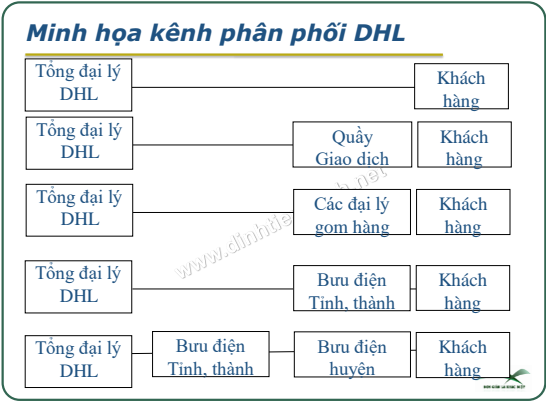 Minh họa kênh phân phối DHL
Tổng đại lý
DHL
Khách
hàng
Tổng đại lý
DHL
Quầy
Giao dịch
Khách
hàng
Tổng đại lý
DHL
Các đại lý
gom hàng
Khách
hàng
Tổng đại lý
DHL
Bưu điện
Tỉnh, thành
Khách
hàng
Tổng đại lý
DHL
Bưu điện
Tỉnh, thành
Bưu điện
huyện
Khách
hàng